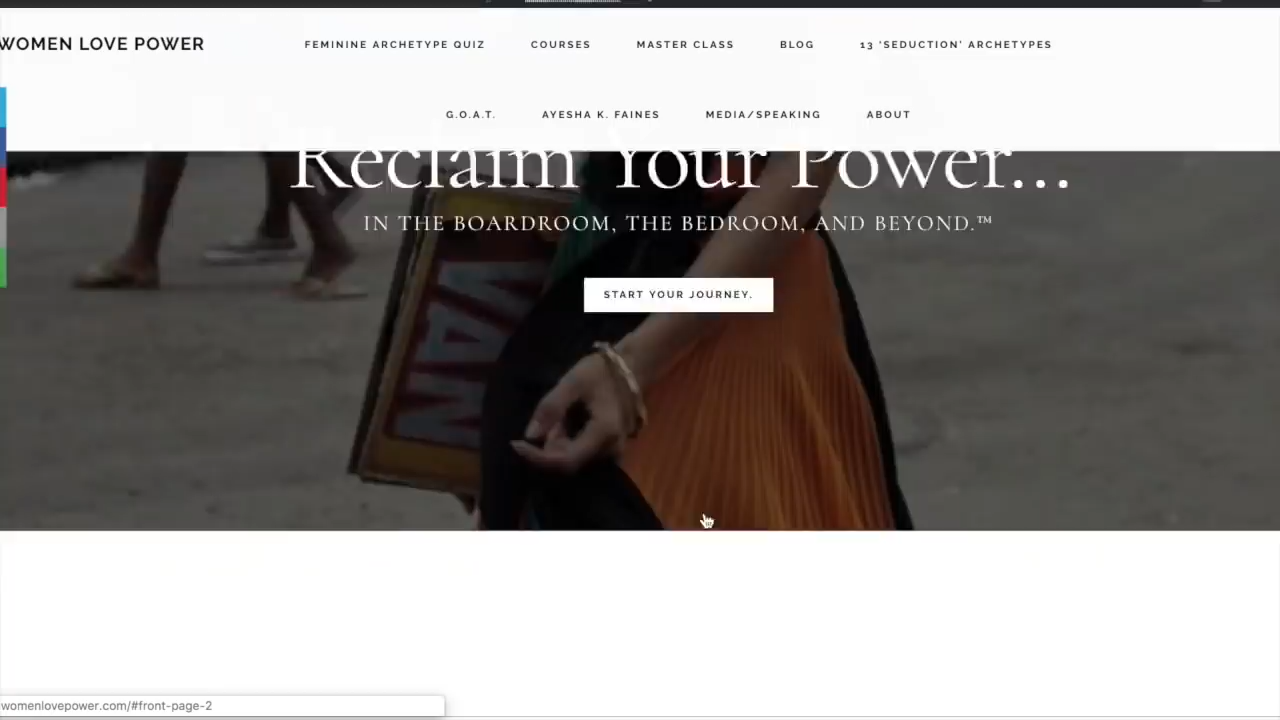 WOMEN LOVE POWER
FEMININE ARCHETYPE QUIZ COURSES MASTER CLASS BLOG 13 'SEDUCTION' ARCHETYPES
G.O.A.T. AYESHA K. FAINES MEDIA/SPEAKING ABOUT
Reclaim Your Power...
IN THE BOARDROOM, THE BEDROOM, AND BEYOND.™
START YOUR JOURNEY.
VAN
womenlovepower.com/#front-page-2